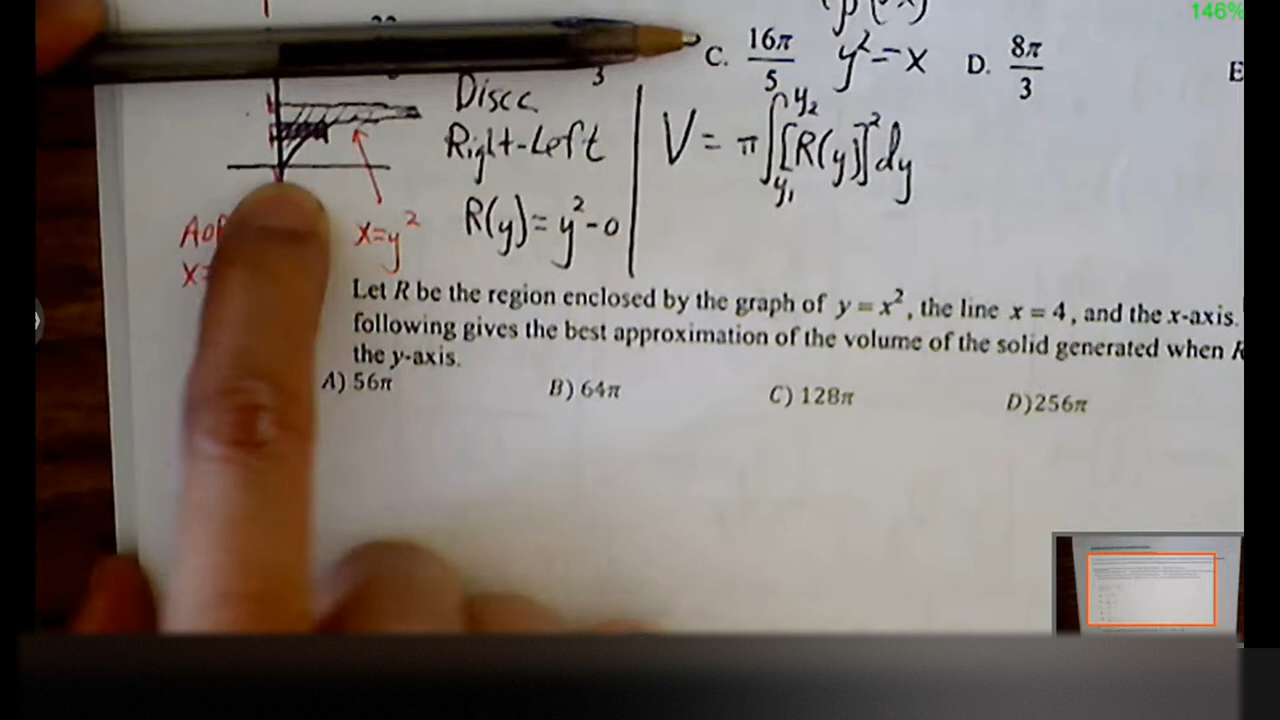 146%
C. 16π/5 y² = x D. 8π/3 E
3
Disc
Right-Left
R(y) = y² - 0
V = π∫[R(y)]² dy
y₂
y₁
x = y²
x=
Let R be the region enclosed by the graph of y = x², the line x = 4, and the x-axis.
following gives the best approximation of the volume of the solid generated when R
the y-axis.
A) 56π B) 64π C) 128π D) 256π